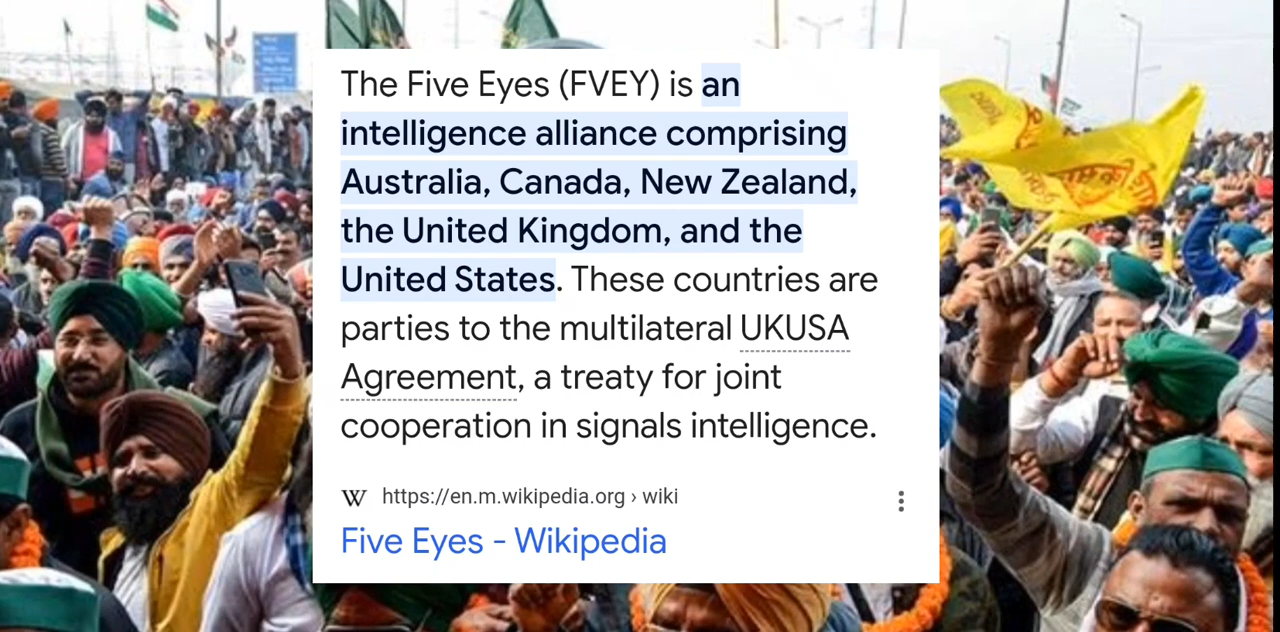 The Five Eyes (FVEY) is an
intelligence alliance comprising
Australia, Canada, New Zealand,
the United Kingdom, and the
United States. These countries are
parties to the multilateral UKUSA
Agreement, a treaty for joint
cooperation in signals intelligence.
https://en.m.wikipedia.org › wiki
Five Eyes - Wikipedia